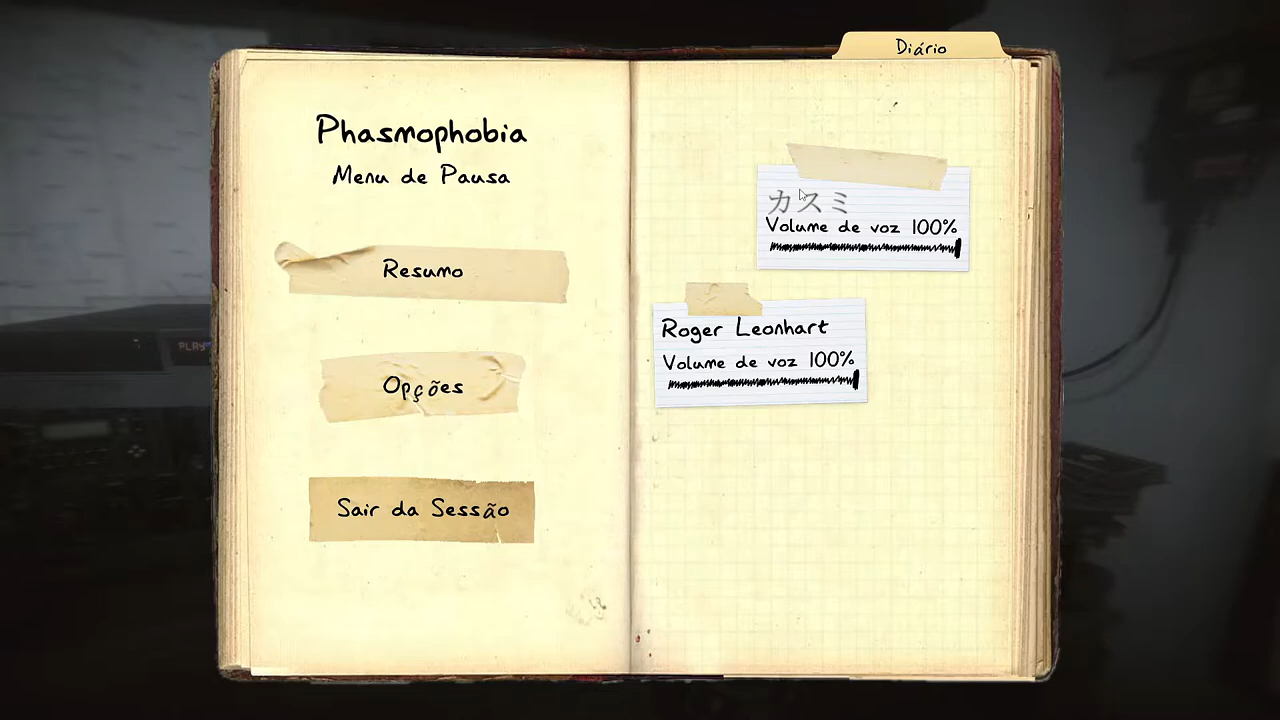 Diário
Phasmophobia
Menu de Pausa
Resumo
Opções
Sair da Sessão
カスミ
Volume de voz 100%
Roger Leonhart
Volume de voz 100%
PLAY